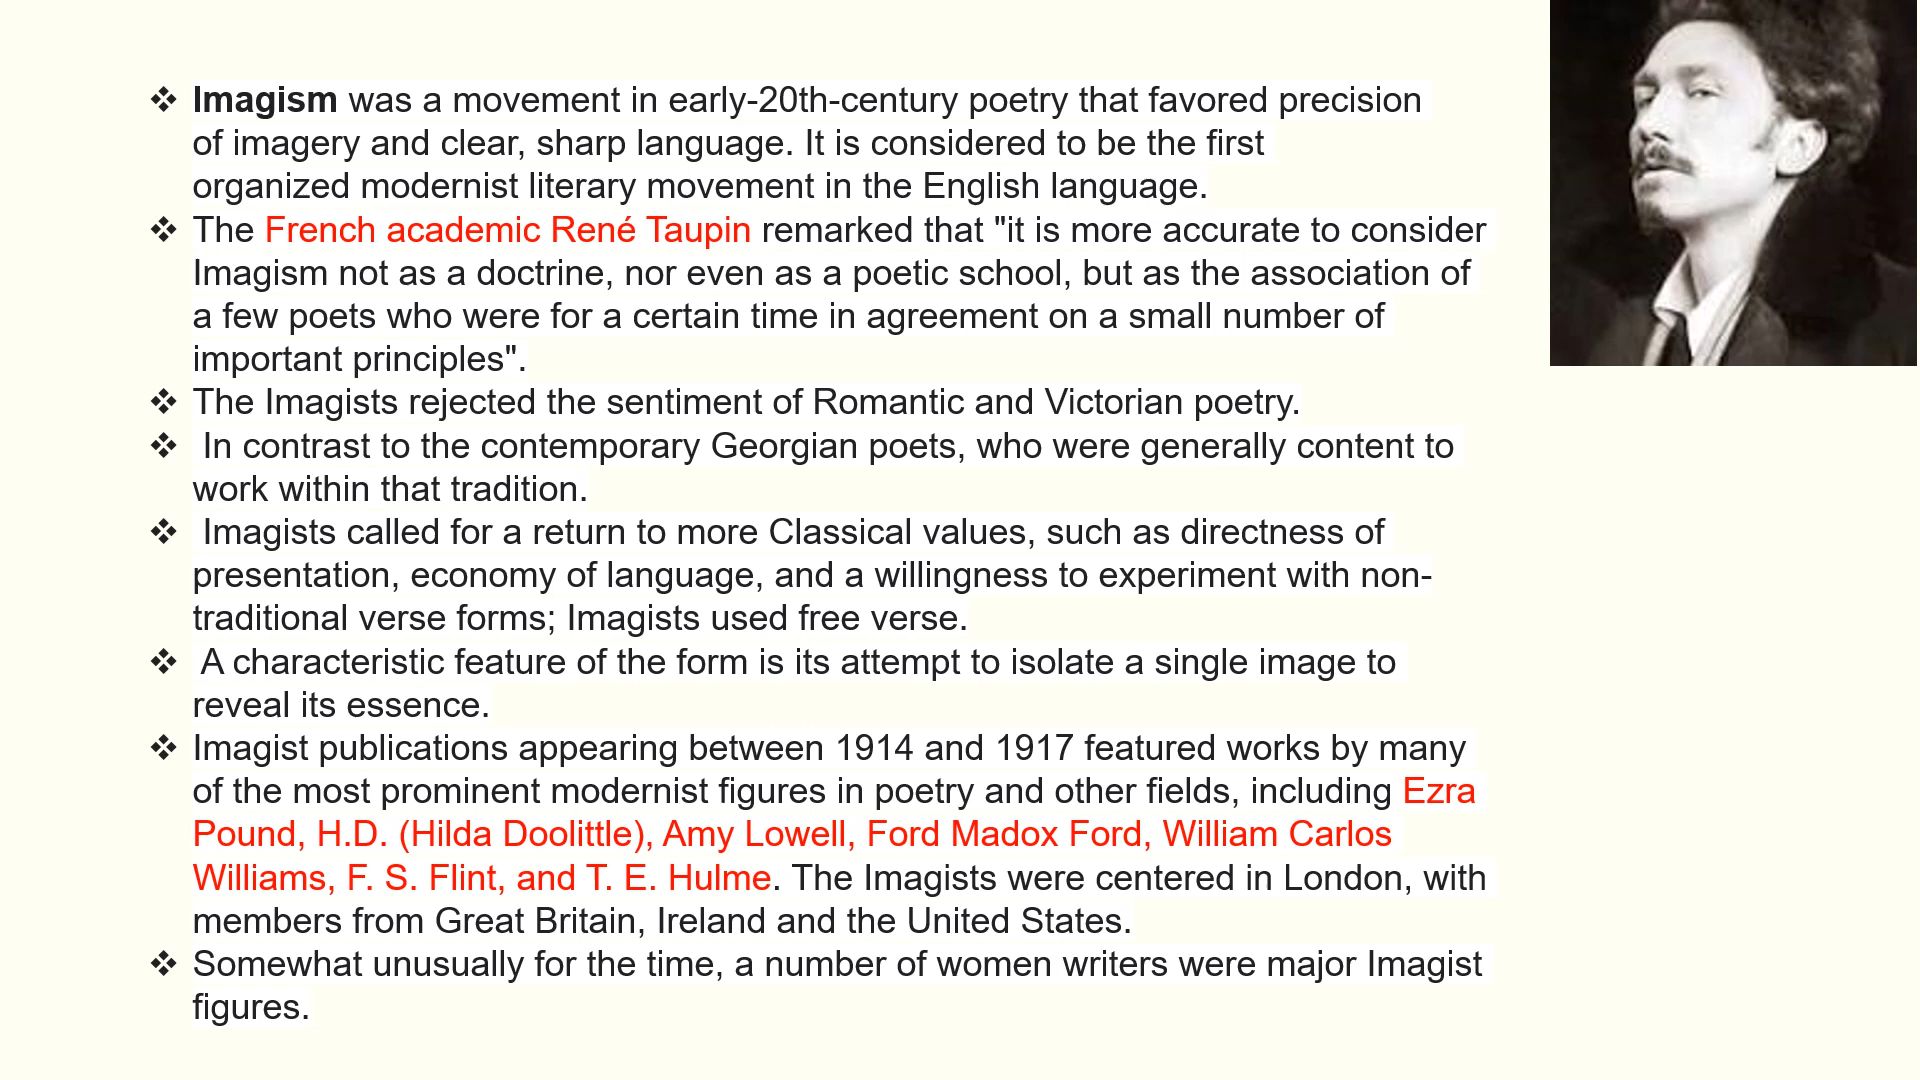 ❖ Imagism was a movement in early-20th-century poetry that favored precision
of imagery and clear, sharp language. It is considered to be the first
organized modernist literary movement in the English language.
❖ The French academic René Taupin remarked that "it is more accurate to consider
Imagism not as a doctrine, nor even as a poetic school, but as the association of
a few poets who were for a certain time in agreement on a small number of
important principles".
❖ The Imagists rejected the sentiment of Romantic and Victorian poetry.
❖ In contrast to the contemporary Georgian poets, who were generally content to
work within that tradition.
❖ Imagists called for a return to more Classical values, such as directness of
presentation, economy of language, and a willingness to experiment with non-
traditional verse forms; Imagists used free verse.
❖ A characteristic feature of the form is its attempt to isolate a single image to
reveal its essence.
❖ Imagist publications appearing between 1914 and 1917 featured works by many
of the most prominent modernist figures in poetry and other fields, including Ezra
Pound, H.D. (Hilda Doolittle), Amy Lowell, Ford Madox Ford, William Carlos
Williams, F. S. Flint, and T. E. Hulme. The Imagists were centered in London, with
members from Great Britain, Ireland and the United States.
❖ Somewhat unusually for the time, a number of women writers were major Imagist
figures.